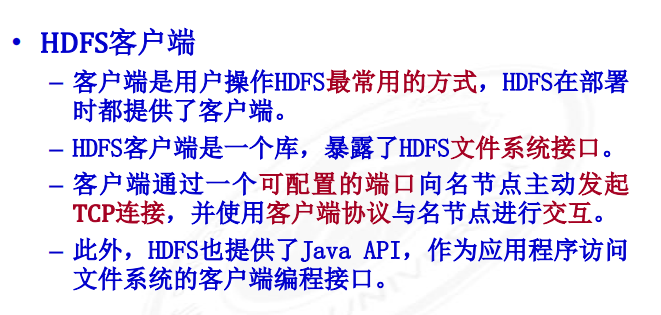 • HDFS客户端
– 客户端是用户操作HDFS最常用的方式，HDFS在部署
时都提供了客户端。
– HDFS客户端是一个库，暴露了HDFS文件系统接口。
– 客户端通过一个可配置的端口向名节点主动发起
TCP连接，并使用客户端协议与名节点进行交互。
– 此外，HDFS也提供了Java API，作为应用程序访问
文件系统的客户端编程接口。